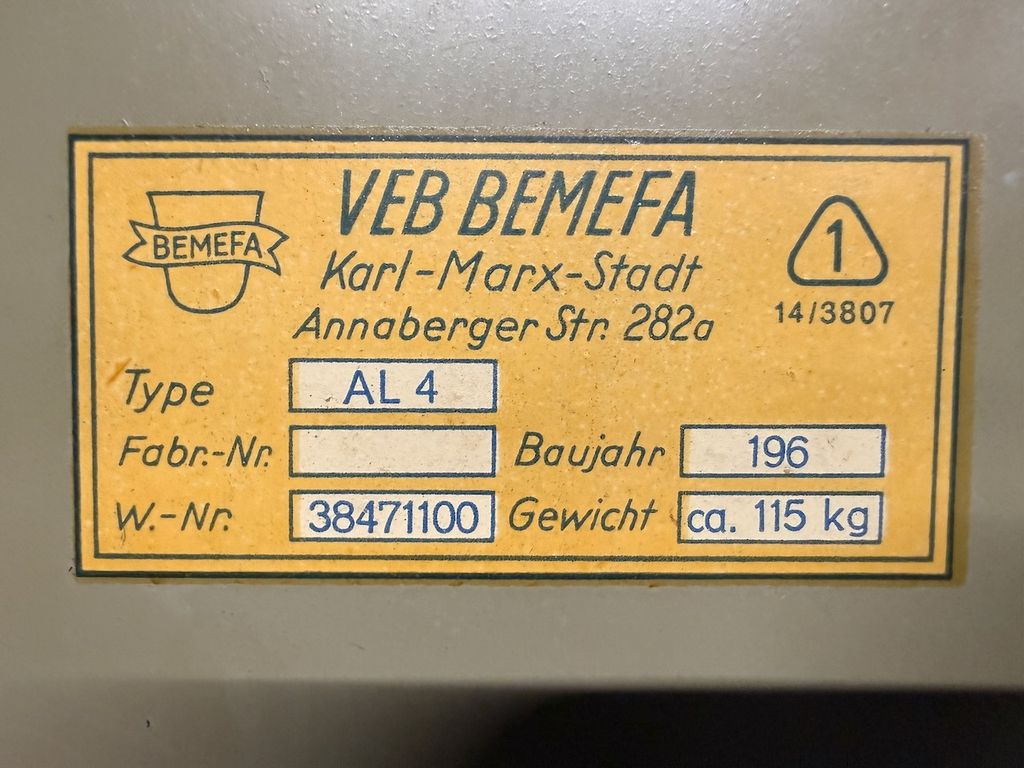 BEMEFA
VEB BEMEFA
Karl-Marx-Stadt
Annaberger Str. 282a
1
14/3807
Type AL 4
Fabr.-Nr. Baujahr 196
W.-Nr. 38471100 Gewicht ca. 115 kg